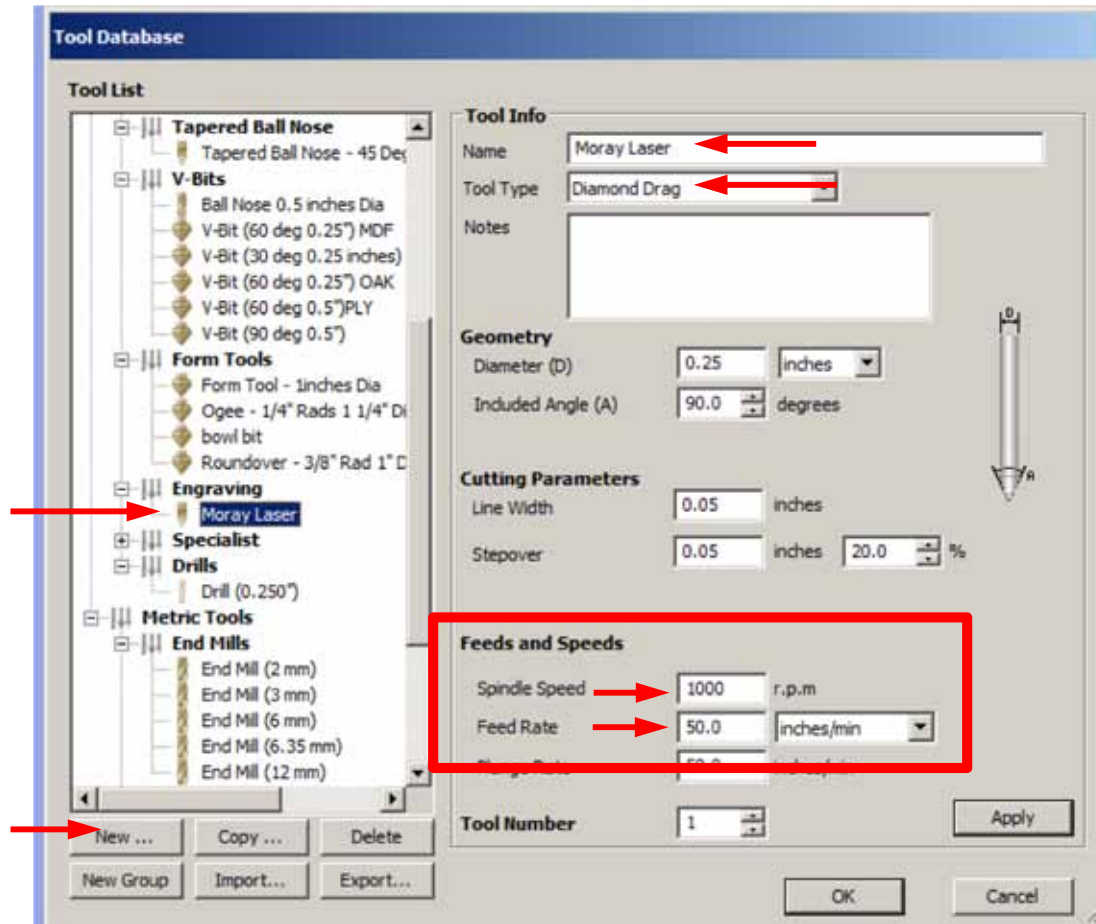 Tool Database
Tool List
Tapered Ball Nose
Tapered Ball Nose - 45 Deg
V-Bits
Ball Nose 0.5 inches Dia
V-Bit (60 deg 0.25") MDF
V-Bit (30 deg 0.25 inches)
V-Bit (60 deg 0.25") OAK
V-Bit (60 deg 0.5")PLY
V-Bit (90 deg 0.5")
Form Tools
Form Tool - 1inches Dia
Ogee - 1/4" Rads 1 1/4" Di
bowl bit
Roundover - 3/8" Rad 1" D
Engraving
Moray Laser
Specialist
Drills
Drill (0.250")
Metric Tools
End Mills
End Mill (2 mm)
End Mill (3 mm)
End Mill (6 mm)
End Mill (6.35 mm)
End Mill (12 mm)
New ... Copy ... Delete
New Group Import... Export...
Tool Info
Name Moray Laser
Tool Type Diamond Drag
Notes
D
A
Geometry
Diameter (D) 0.25 inches
Included Angle (A) 90.0 degrees
Cutting Parameters
Line Width 0.05 inches
Stepover 0.05 inches 20.0 %
Feeds and Speeds
Spindle Speed 1000 r.p.m
Feed Rate 50.0 inches/min
Plunge Rate 50.0 inches/min
Tool Number 1
Apply
OK Cancel